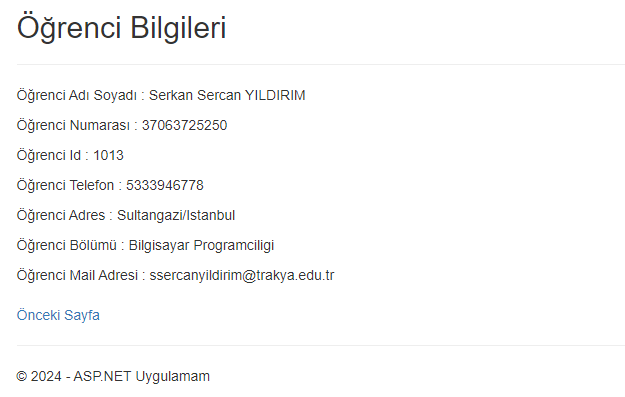 Öğrenci Bilgileri
Öğrenci Adı Soyadı : Serkan Sercan YILDIRIM
Öğrenci Numarası : 37063725250
Öğrenci Id : 1013
Öğrenci Telefon : 5333946778
Öğrenci Adres : Sultangazi/Istanbul
Öğrenci Bölümü : Bilgisayar Programciligi
Öğrenci Mail Adresi : ssercanyildirim@trakya.edu.tr
Önceki Sayfa
© 2024 - ASP.NET Uygulamam